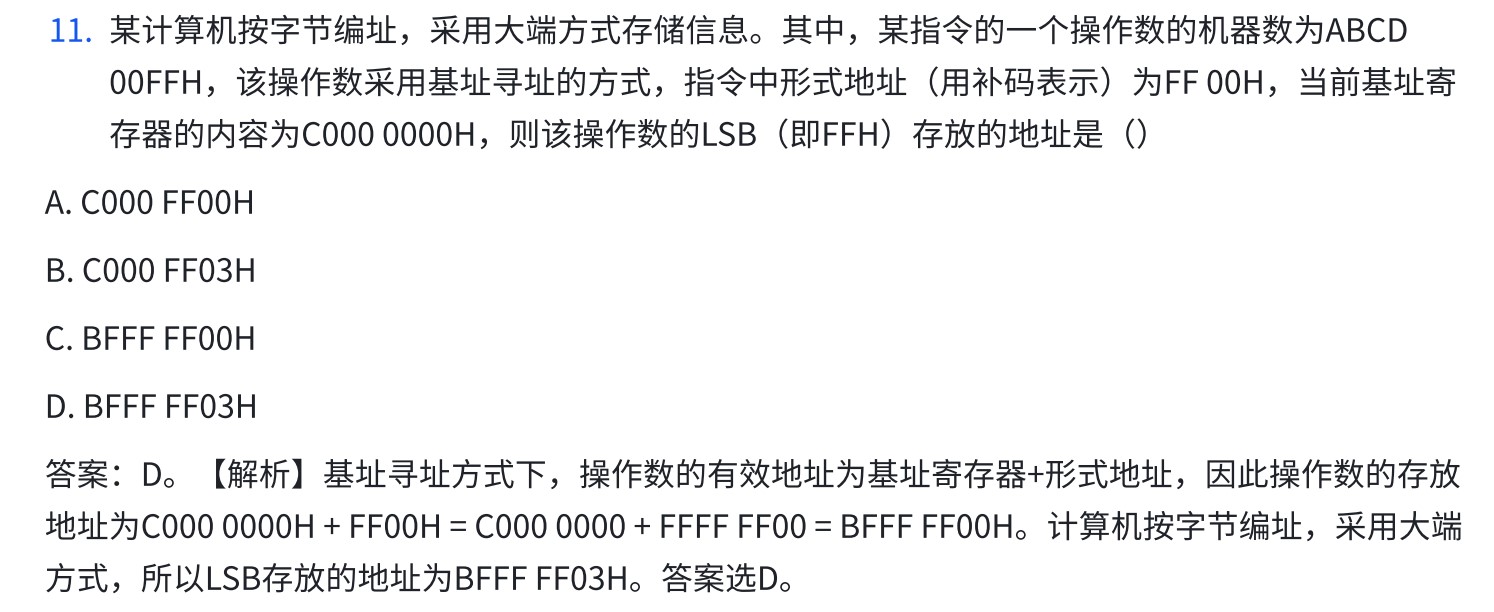 11. 某计算机按字节编址，采用大端方式存储信息。其中，某指令的一个操作数的机器数为ABCD
00FFH，该操作数采用基址寻址的方式，指令中形式地址（用补码表示）为FF 00H，当前基址寄
存器的内容为C000 0000H，则该操作数的LSB（即FFH）存放的地址是（）
A. C000 FF00H
B. C000 FF03H
C. BFFF FF00H
D. BFFF FF03H
答案：D。【解析】基址寻址方式下，操作数的有效地址为基址寄存器+形式地址，因此操作数的存放
地址为C000 0000H + FF00H = C000 0000 + FFFF FF00 = BFFF FF00H。计算机按字节编址，采用大端
方式，所以LSB存放的地址为BFFF FF03H。答案选D。